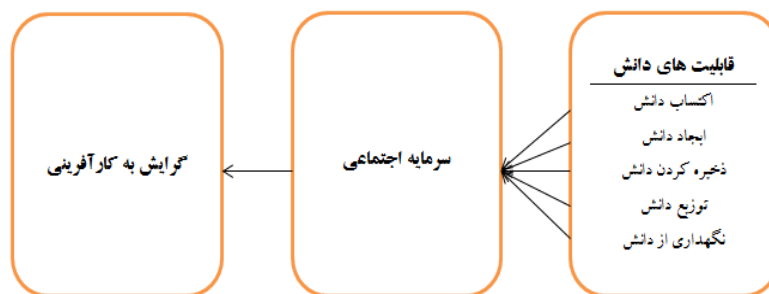 قابلیت های دانش
اکتساب دانش
ایجاد دانش
ذخیره کردن دانش
توزیع دانش
نگهداری از دانش
سرمایه اجتماعی
گرایش به کارآفرینی